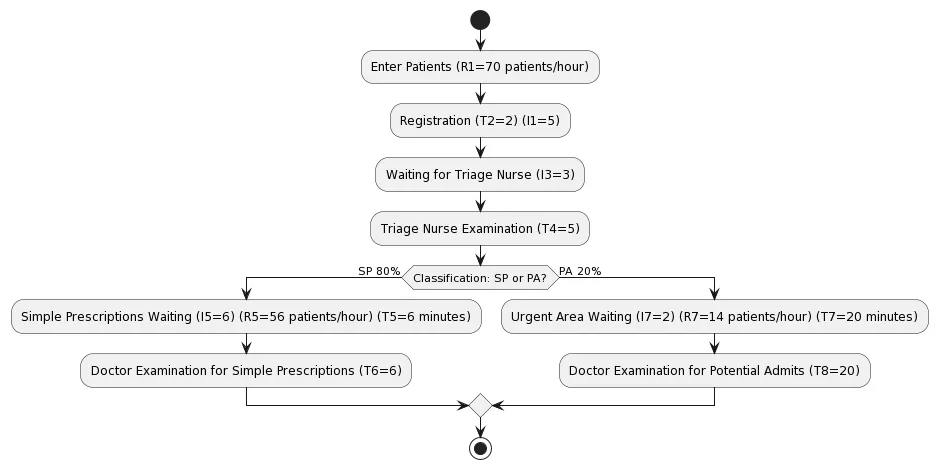 Enter Patients (R1=70 patients/hour)
Registration (T2=2) (I1=5)
Waiting for Triage Nurse (I3=3)
Triage Nurse Examination (T4=5)
SP 80%
Classification: SP or PA?
PA 20%
Simple Prescriptions Waiting (I5=6) (R5=56 patients/hour) (T5=6 minutes)
Urgent Area Waiting (I7=2) (R7=14 patients/hour) (T7=20 minutes)
Doctor Examination for Simple Prescriptions (T6=6)
Doctor Examination for Potential Admits (T8=20)